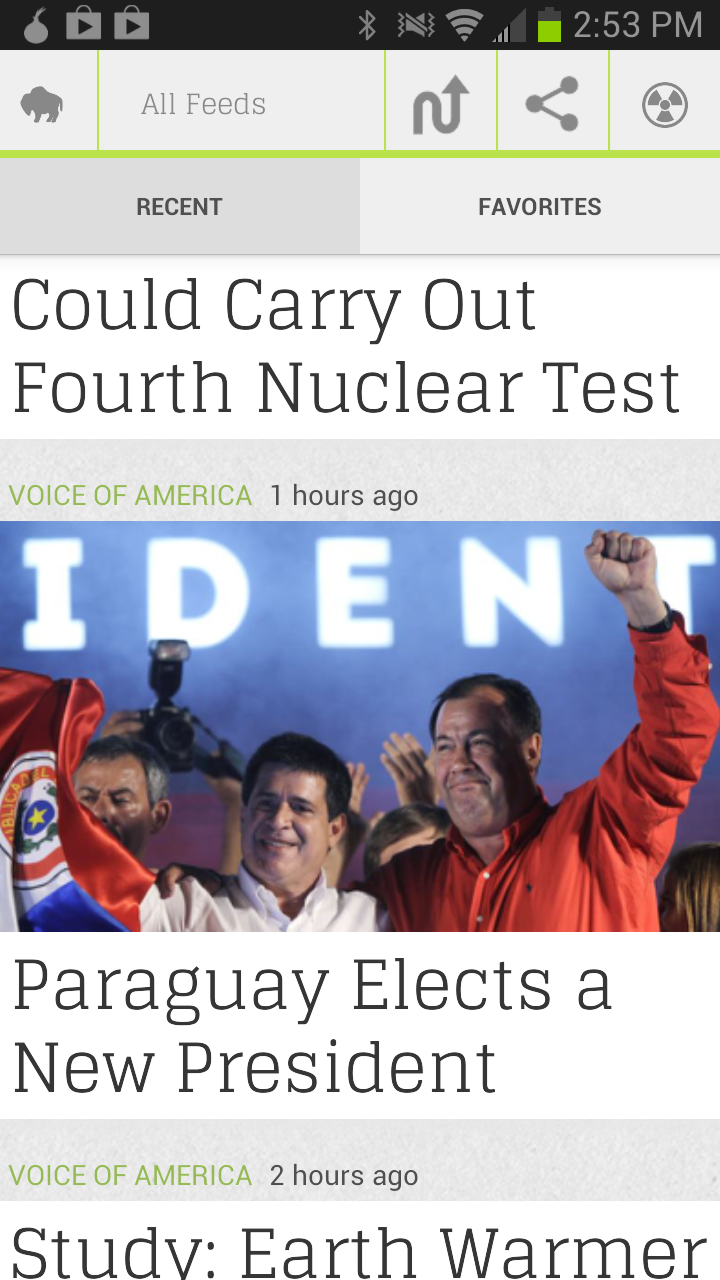 2:53 PM
All Feeds
RECENT
FAVORITES
Could Carry Out
Fourth Nuclear Test
VOICE OF AMERICA 1 hours ago
IDENT
Paraguay Elects a
New President
VOICE OF AMERICA 2 hours ago
Study: Earth Warmer